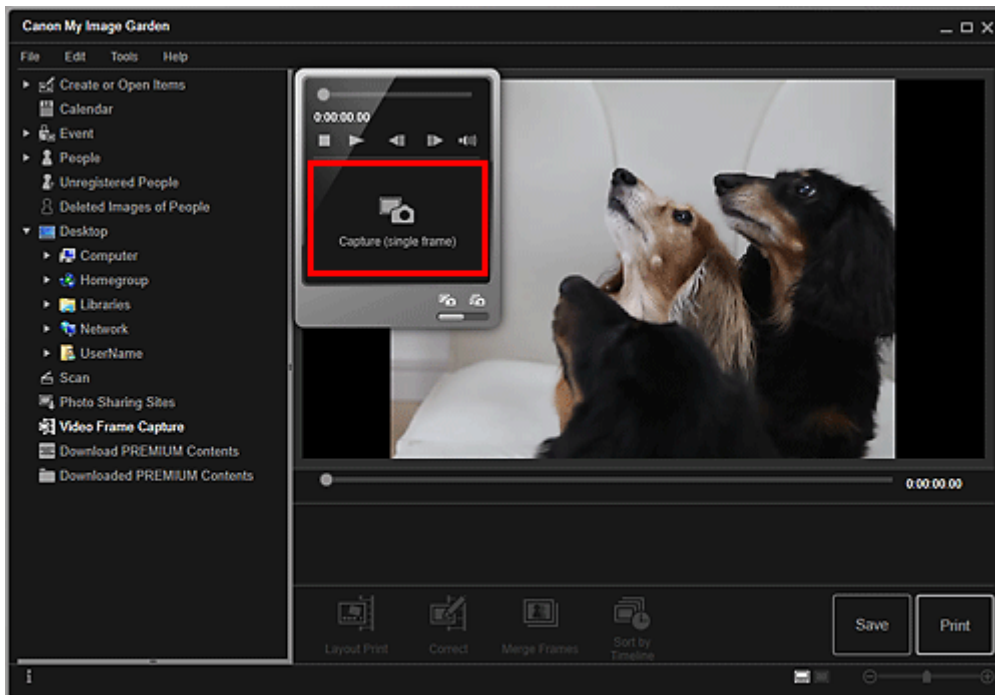 Canon My Image Garden
File Edit Tools Help
Create or Open Items
Calendar
Event
People
Unregistered People
Deleted Images of People
Desktop
Computer
Homegroup
Libraries
Network
UserName
Scan
Photo Sharing Sites
Video Frame Capture
Download PREMIUM Contents
Downloaded PREMIUM Contents
0:00:00.00
Capture (single frame)
0:00:00.00
Layout Print
Correct
Merge Frames
Sort by
Timeline
Save
Print